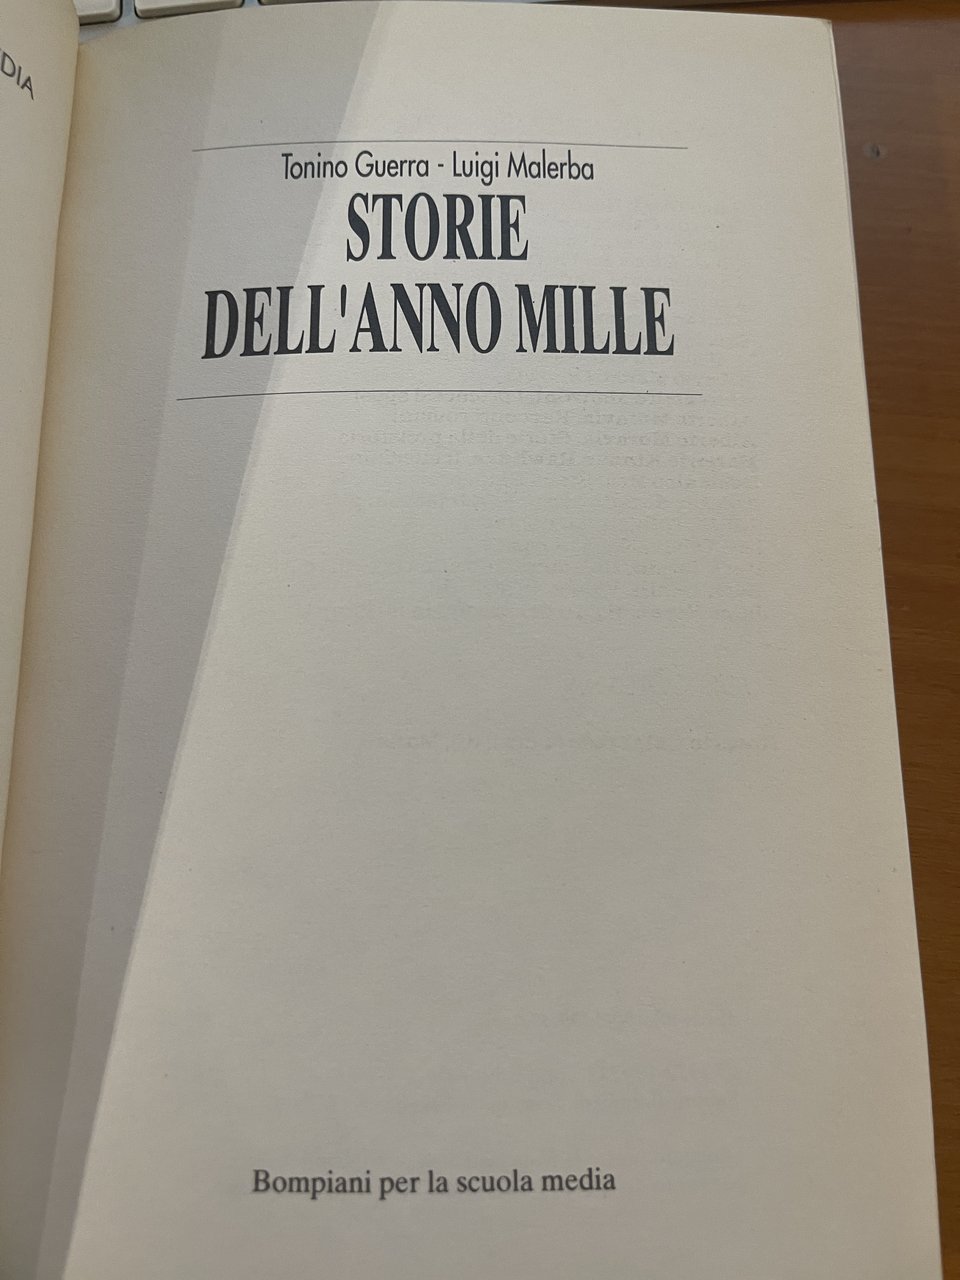 DIA
Tonino Guerra - Luigi Malerba
STORIE
DELL'ANNO MILLE
Bompiani per la scuola media